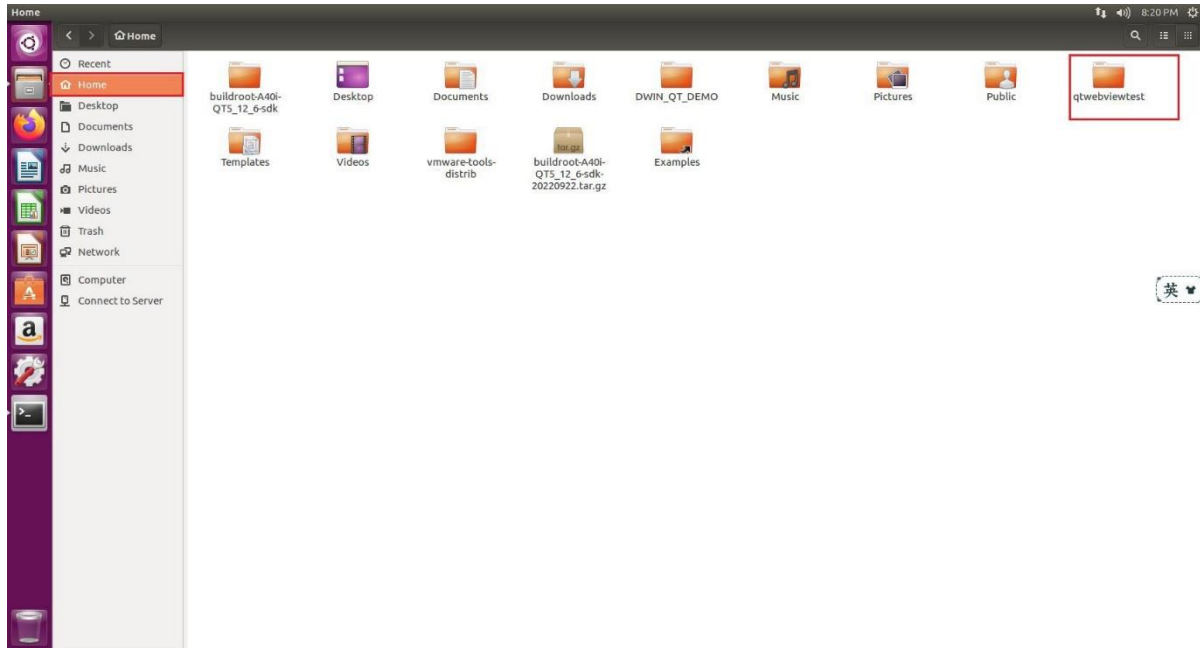 Home
8:20 PM
Home
Recent
Home
Desktop
Documents
Downloads
Music
Pictures
Videos
Trash
Network
Computer
Connect to Server
buildroot-A40i-
QT5_12_6-sdk
Desktop
Documents
Downloads
DWIN_QT_DEMO
Music
Pictures
Public
qtwebviewtest
Templates
Videos
vmware-tools-
distrib
tar.gz
buildroot-A40i-
QT5_12_6-sdk-
20220922.tar.gz
Examples
英
a
>_